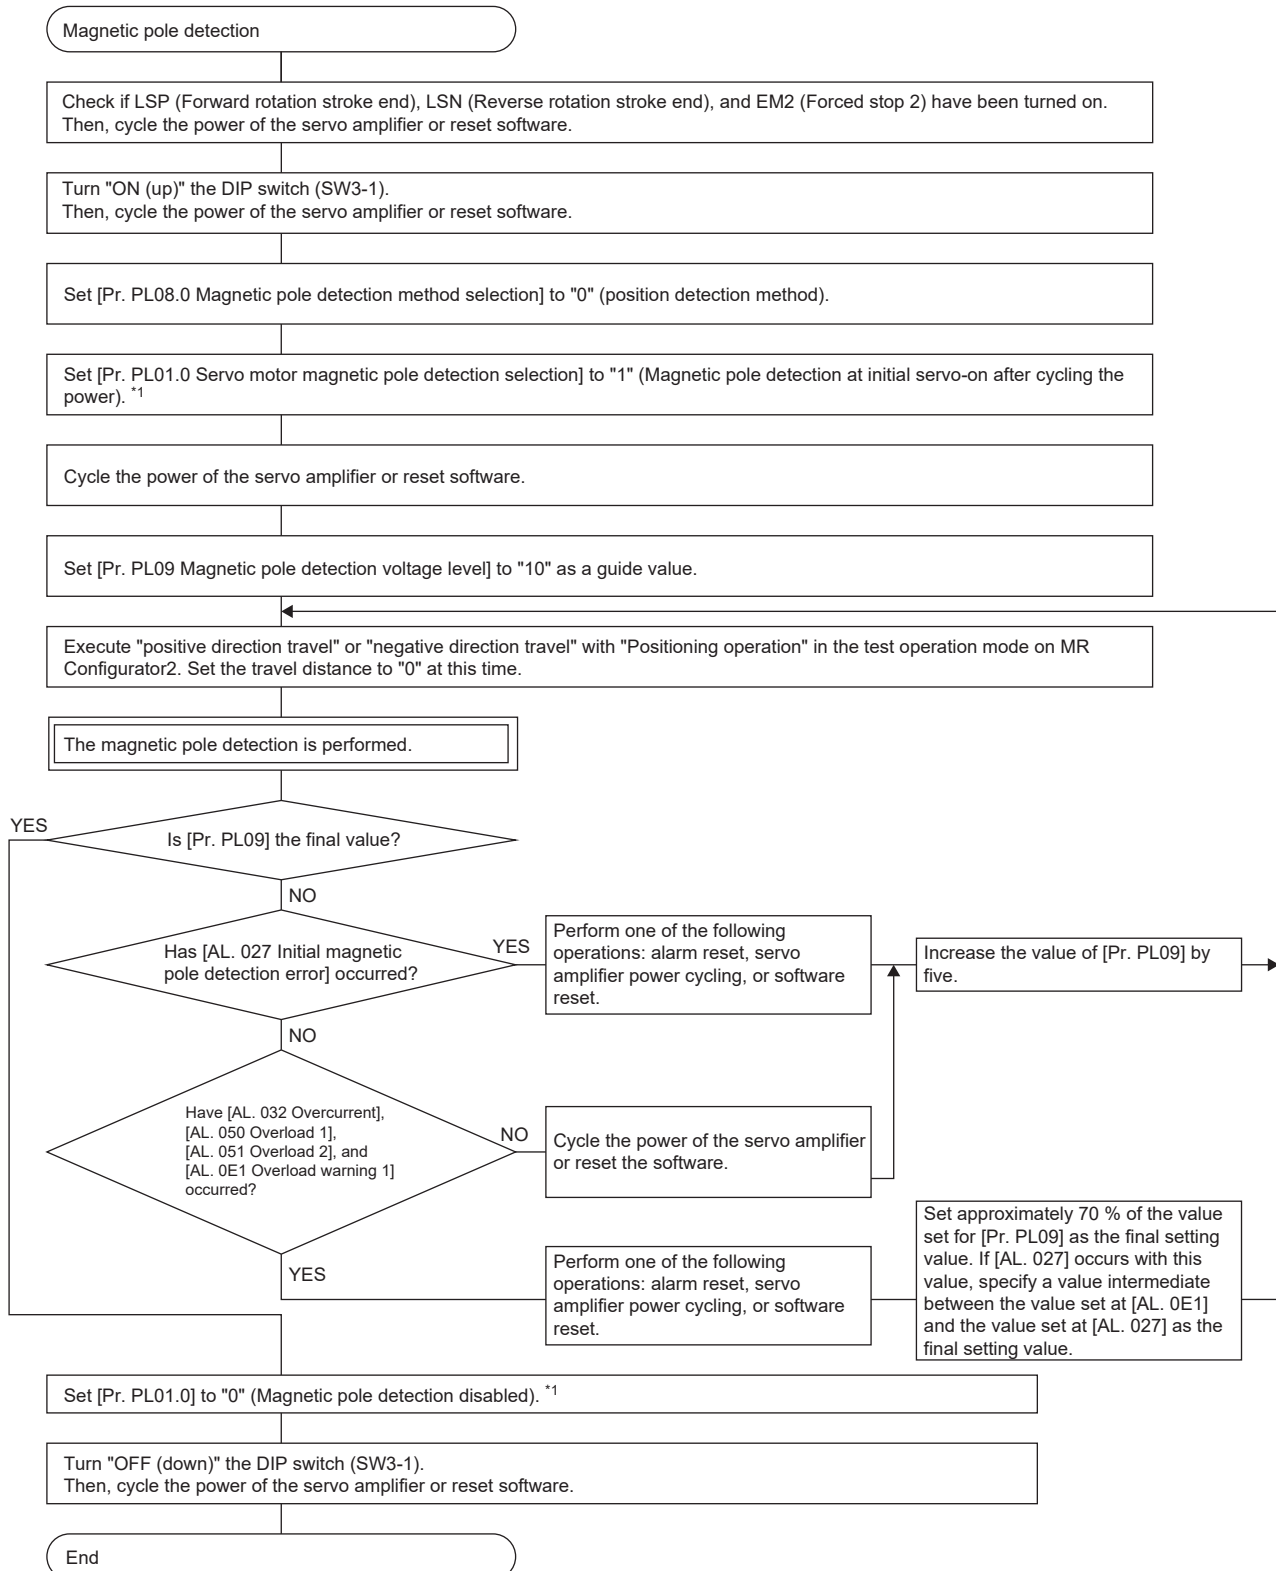 Magnetic pole detection
Check if LSP (Forward rotation stroke end), LSN (Reverse rotation stroke end), and EM2 (Forced stop 2) have been turned on.
Then, cycle the power of the servo amplifier or reset software.
Turn "ON (up)" the DIP switch (SW3-1).
Then, cycle the power of the servo amplifier or reset software.
Set [Pr. PL08.0 Magnetic pole detection method selection] to "0" (position detection method).
Set [Pr. PL01.0 Servo motor magnetic pole detection selection] to "1" (Magnetic pole detection at initial servo-on after cycling the
power). *1
Cycle the power of the servo amplifier or reset software.
Set [Pr. PL09 Magnetic pole detection voltage level] to "10" as a guide value.
Execute "positive direction travel" or "negative direction travel" with "Positioning operation" in the test operation mode on MR
Configurator2. Set the travel distance to "0" at this time.
The magnetic pole detection is performed.
YES
Is [Pr. PL09] the final value?
NO
Has [AL. 027 Initial magnetic
pole detection error] occurred?
YES
Perform one of the following
operations: alarm reset, servo
amplifier power cycling, or software
reset.
Increase the value of [Pr. PL09] by
five.
NO
Have [AL. 032 Overcurrent],
[AL. 050 Overload 1],
[AL. 051 Overload 2], and
[AL. 0E1 Overload warning 1]
occurred?
NO
Cycle the power of the servo amplifier
or reset the software.
YES
Perform one of the following
operations: alarm reset, servo
amplifier power cycling, or software
reset.
Set approximately 70 % of the value
set for [Pr. PL09] as the final setting
value. If [AL. 027] occurs with this
value, specify a value intermediate
between the value set at [AL. 0E1]
and the value set at [AL. 027] as the
final setting value.
Set [Pr. PL01.0] to "0" (Magnetic pole detection disabled). *1
Turn "OFF (down)" the DIP switch (SW3-1).
Then, cycle the power of the servo amplifier or reset software.
End